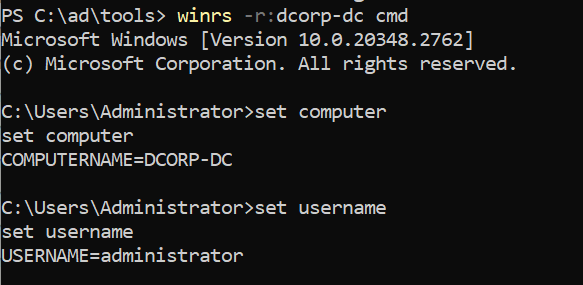 PS C:\ad\tools> winrs -r:dcorp-dc cmd
Microsoft Windows [Version 10.0.20348.2762]
(c) Microsoft Corporation. All rights reserved.
C:\Users\Administrator>set computer
set computer
COMPUTERNAME=DCORP-DC
C:\Users\Administrator>set username
set username
USERNAME=administrator